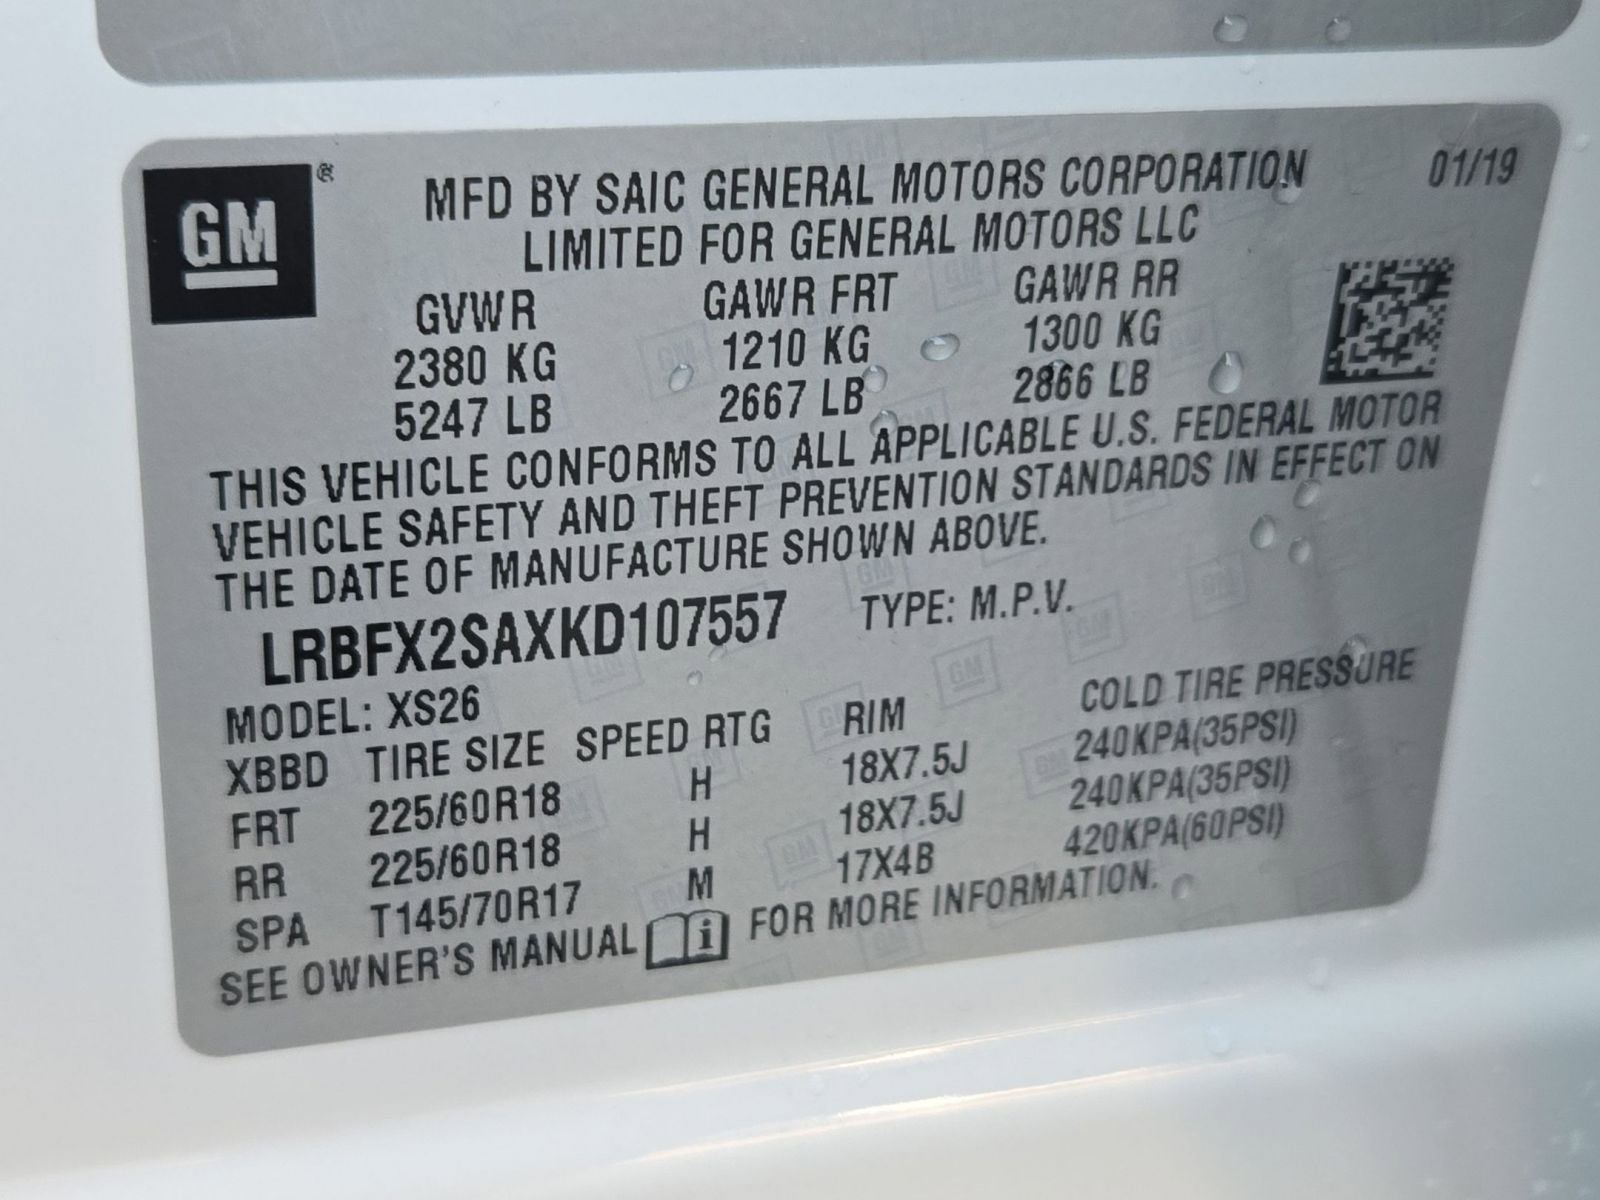 GM®
MFD BY SAIC GENERAL MOTORS CORPORATION
01/19
LIMITED FOR GENERAL MOTORS LLC
GVWR GAWR FRT GAWR RR
2380 KG 1210 KG 1300 KG
5247 LB 2667 LB 2866 LB
THIS VEHICLE CONFORMS TO ALL APPLICABLE U.S. FEDERAL MOTOR
VEHICLE SAFETY AND THEFT PREVENTION STANDARDS IN EFFECT ON
THE DATE OF MANUFACTURE SHOWN ABOVE.
LRBFX2SAXKD107557 TYPE: M.P.V.
MODEL: XS26
XBBD TIRE SIZE SPEED RTG RIM COLD TIRE PRESSURE
FRT 225/60R18 H 18X7.5J 240KPA(35PSI)
RR 225/60R18 H 18X7.5J 240KPA(35PSI)
SPA T145/70R17 M 17X4B 420KPA(60PSI)
SEE OWNER'S MANUAL i FOR MORE INFORMATION.